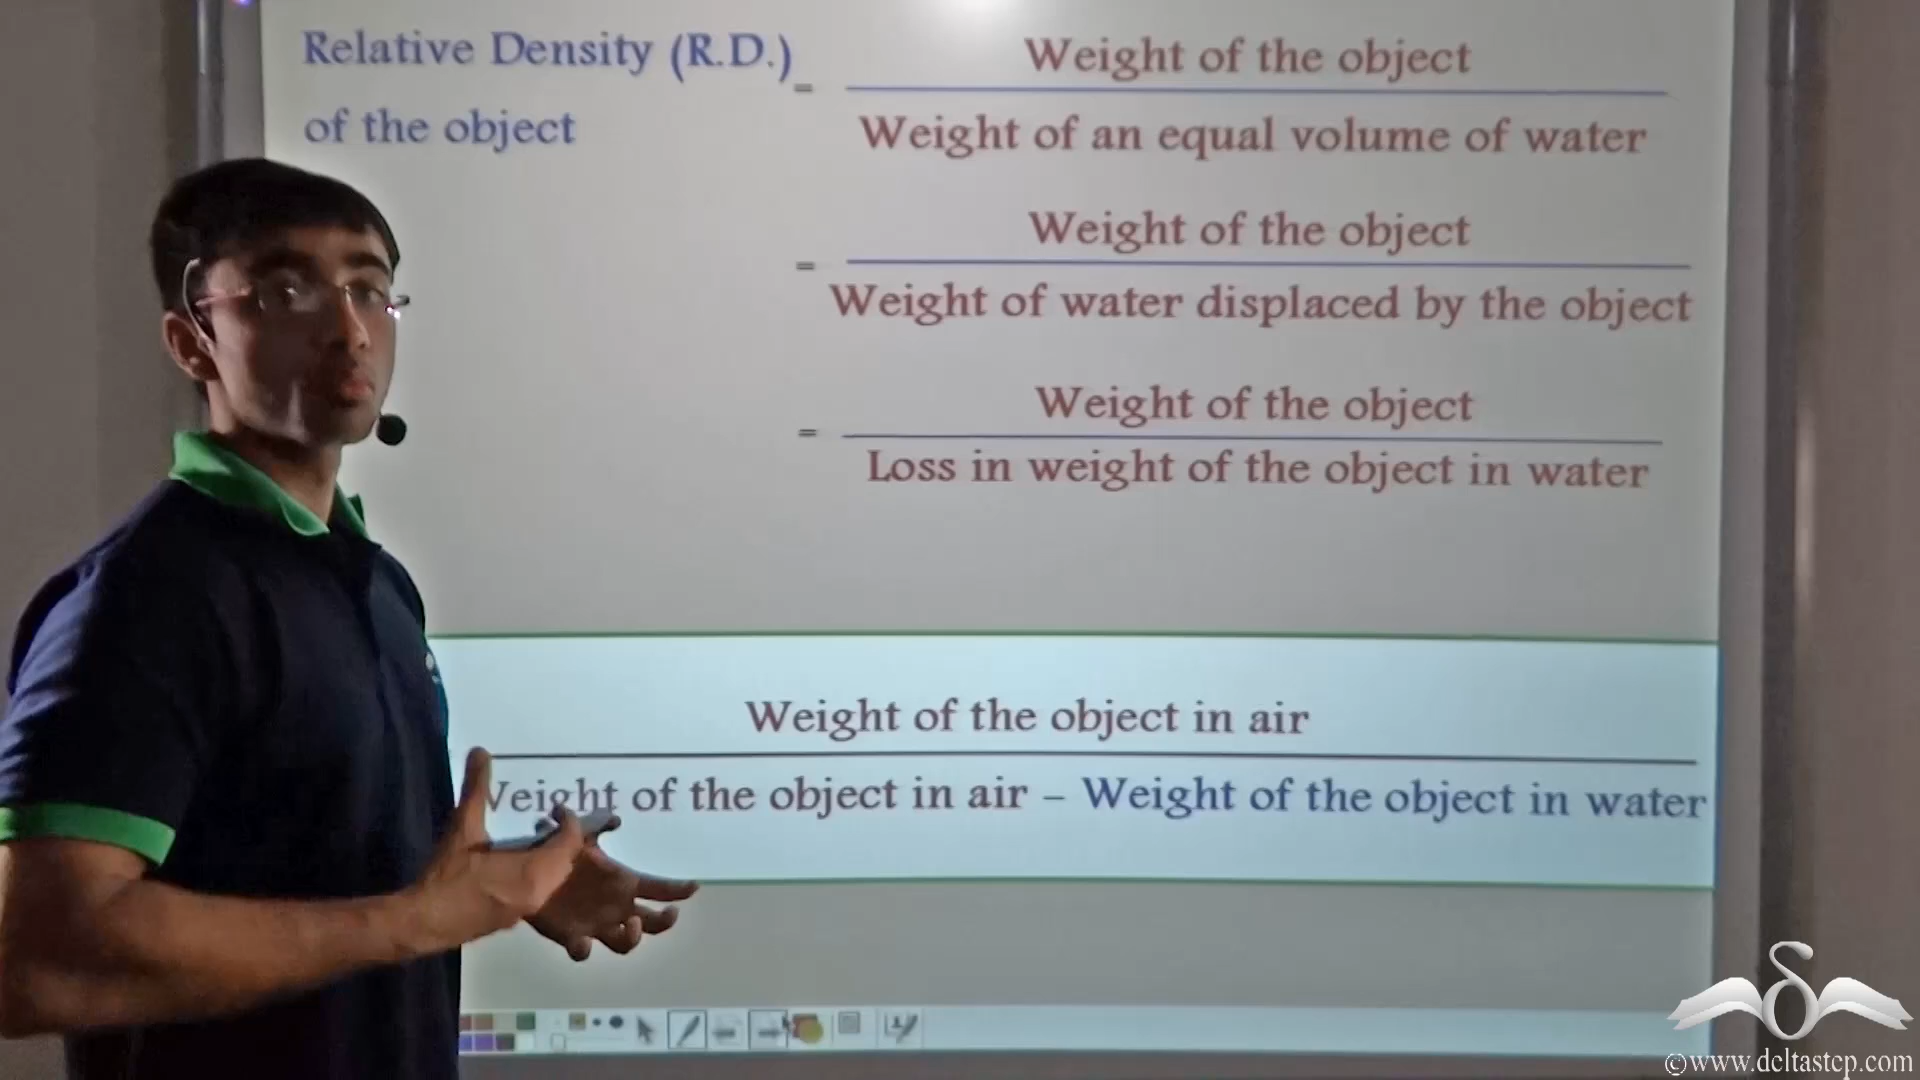 Relative Density (R.D.)
of the object
=
Weight of the object
Weight of an equal volume of water
=
Weight of the object
Weight of water displaced by the object
=
Weight of the object
Loss in weight of the object in water
Weight of the object in air
of the object in air – Weight of the object in water
©www.deltastep.com